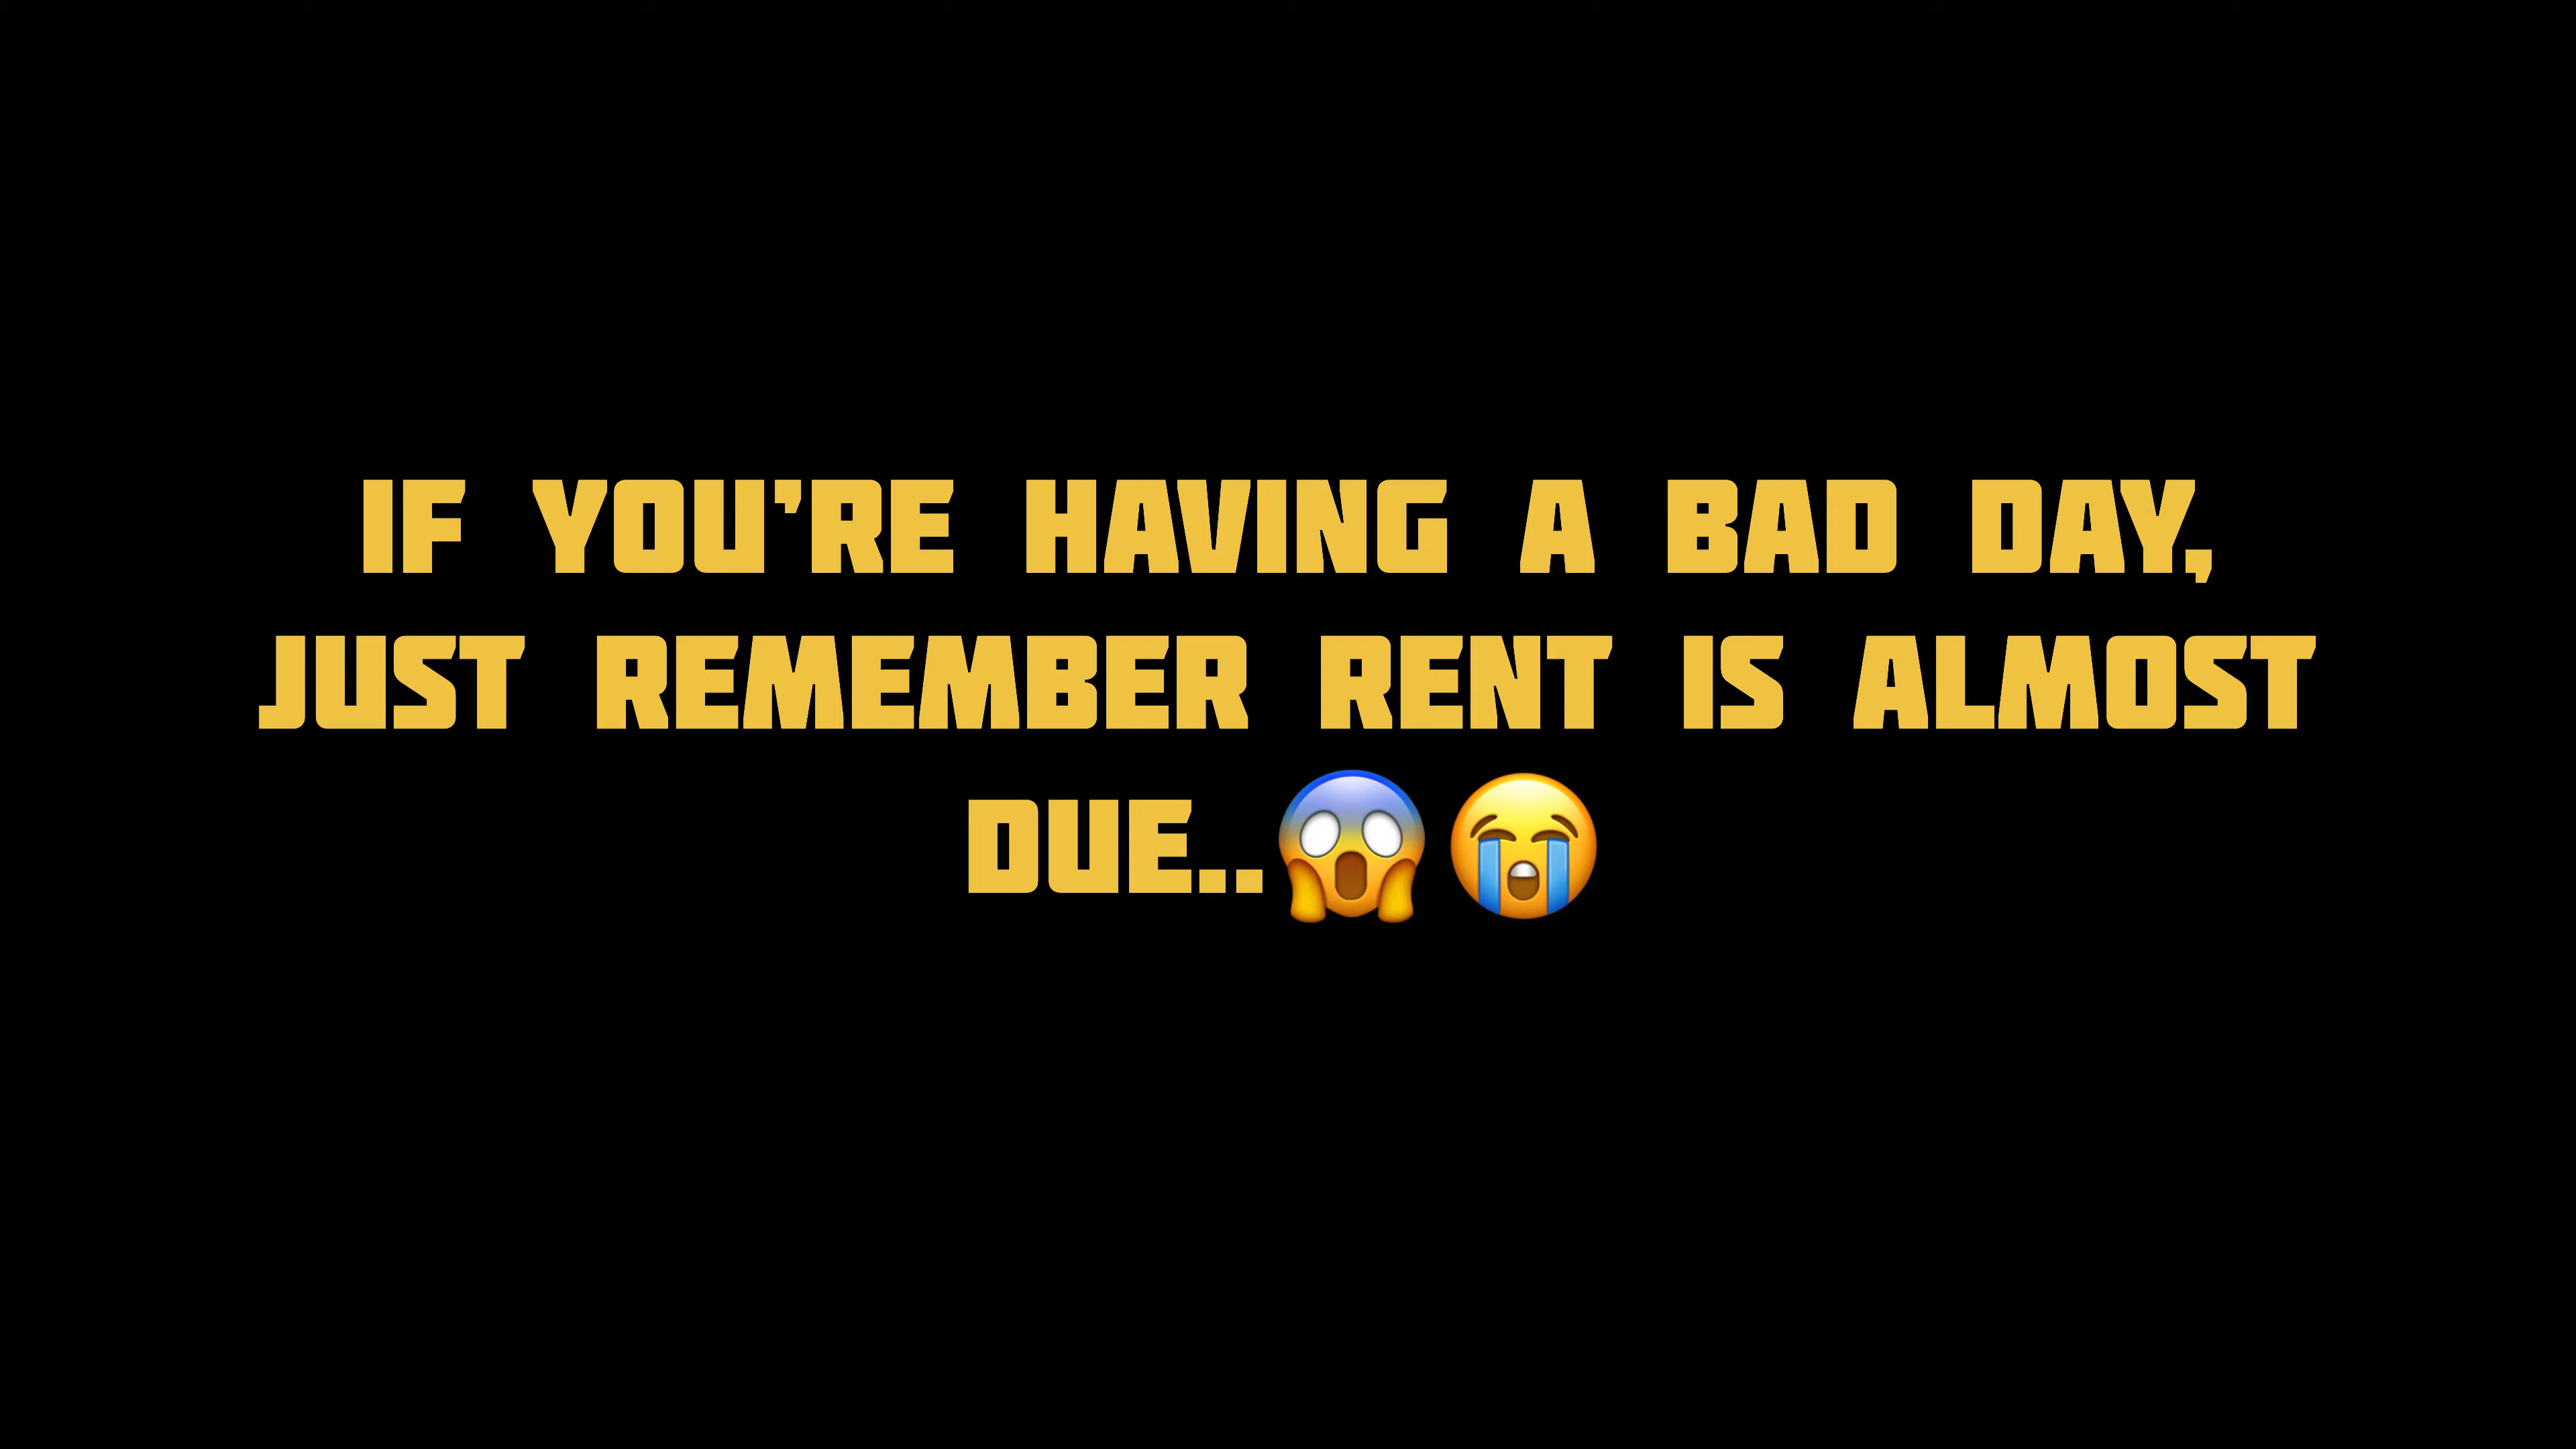 IF YOU'RE HAVING A BAD DAY,
JUST REMEMBER RENT IS ALMOST
DUE..😱😭